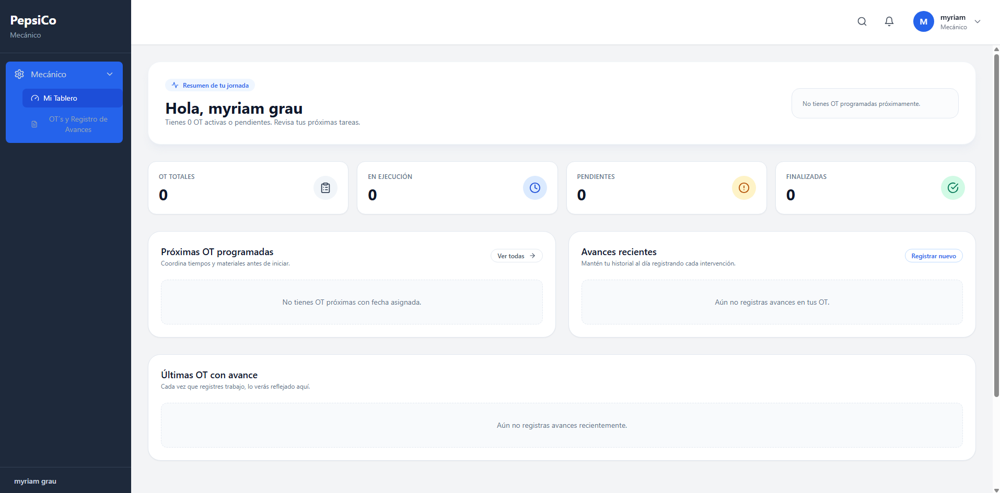 PepsiCo
Mecánico
Mecánico
Mi Tablero
OT´s y Registro de
Avances
myriam grau
M
myriam
Mecánico
Resumen de tu jornada
Hola, myriam grau
Tienes 0 OT activas o pendientes. Revisa tus próximas tareas.
No tienes OT programadas próximamente.
OT TOTALES
0
EN EJECUCIÓN
0
PENDIENTES
0
FINALIZADAS
0
Próximas OT programadas
Coordina tiempos y materiales antes de iniciar.
Ver todas
No tienes OT próximas con fecha asignada.
Avances recientes
Mantén tu historial al día registrando cada intervención.
Registrar nuevo
Aún no registras avances en tus OT.
Últimas OT con avance
Cada vez que registres trabajo, lo verás reflejado aquí.
Aún no registras avances recientemente.